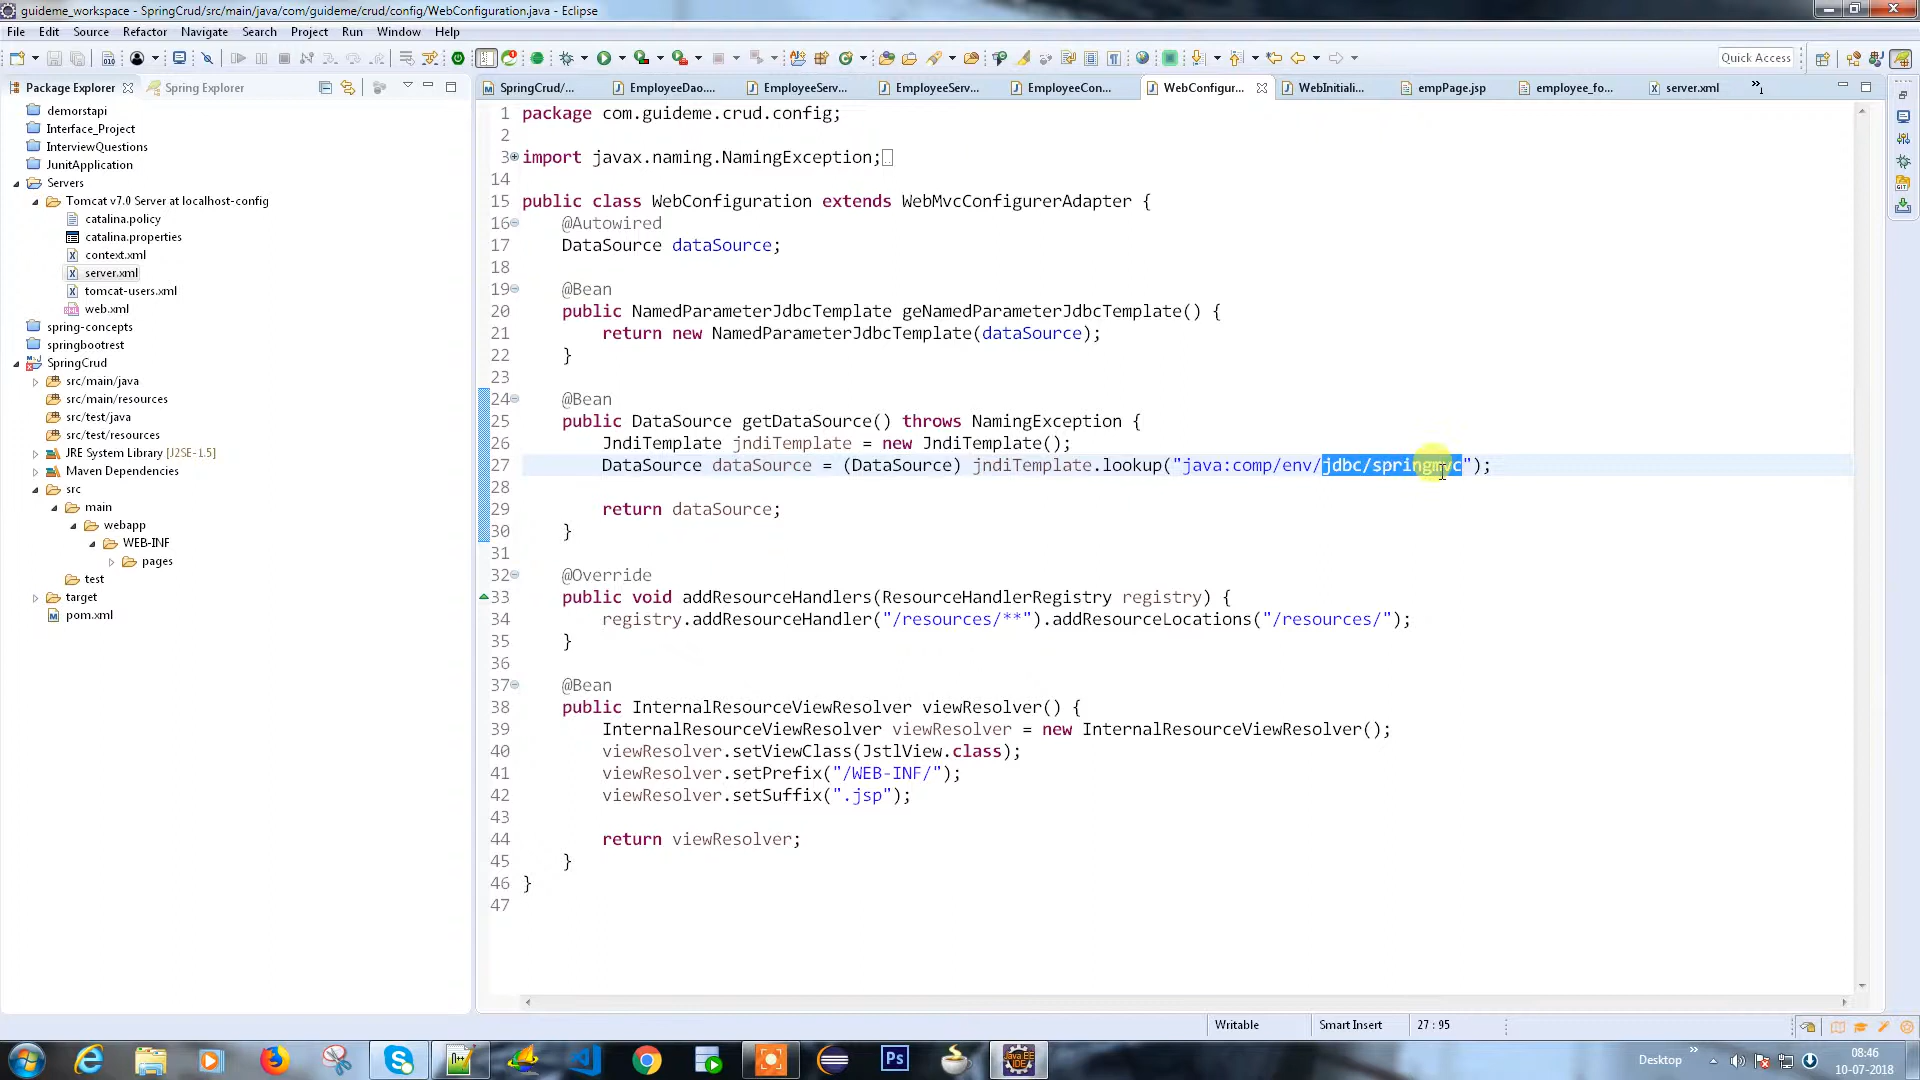 guideme_workspace - SpringCrud/src/main/java/com/guideme/crud/config/WebConfiguration.java - Eclipse
File Edit Source Refactor Navigate Search Project Run Window Help
Quick Access
Package Explorer
Spring Explorer
SpringCrud/...
EmployeeDao....
EmployeeServ...
EmployeeServ...
EmployeeCon...
WebConfigur...
WebInitiali...
empPage.jsp
employee_fo...
server.xml
demorstapi
Interface_Project
InterviewQuestions
JunitApplication
Servers
Tomcat v7.0 Server at localhost-config
catalina.policy
catalina.properties
context.xml
server.xml
tomcat-users.xml
web.xml
spring-concepts
springbootrest
SpringCrud
src/main/java
src/main/resources
src/test/java
src/test/resources
JRE System Library [J2SE-1.5]
Maven Dependencies
src
main
webapp
WEB-INF
pages
test
target
pom.xml
1 package com.guideme.crud.config;
2
3 import javax.naming.NamingException;
14
15 public class WebConfiguration extends WebMvcConfigurerAdapter {
16 @Autowired
17 DataSource dataSource;
18
19 @Bean
20 public NamedParameterJdbcTemplate geNamedParameterJdbcTemplate() {
21 return new NamedParameterJdbcTemplate(dataSource);
22 }
23
24 @Bean
25 public DataSource getDataSource() throws NamingException {
26 JndiTemplate jndiTemplate = new JndiTemplate();
27 DataSource dataSource = (DataSource) jndiTemplate.lookup("java:comp/env/jdbc/springmvc");
28
29 return dataSource;
30 }
31
32 @Override
33 public void addResourceHandlers(ResourceHandlerRegistry registry) {
34 registry.addResourceHandler("/resources/**").addResourceLocations("/resources/");
35 }
36
37 @Bean
38 public InternalResourceViewResolver viewResolver() {
39 InternalResourceViewResolver viewResolver = new InternalResourceViewResolver();
40 viewResolver.setViewClass(JstlView.class);
41 viewResolver.setPrefix("/WEB-INF/");
42 viewResolver.setSuffix(".jsp");
43
44 return viewResolver;
45 }
46 }
47
Writable
Smart Insert
27 : 95
Ps
Java EE
IDE
Desktop
08:46
10-07-2018